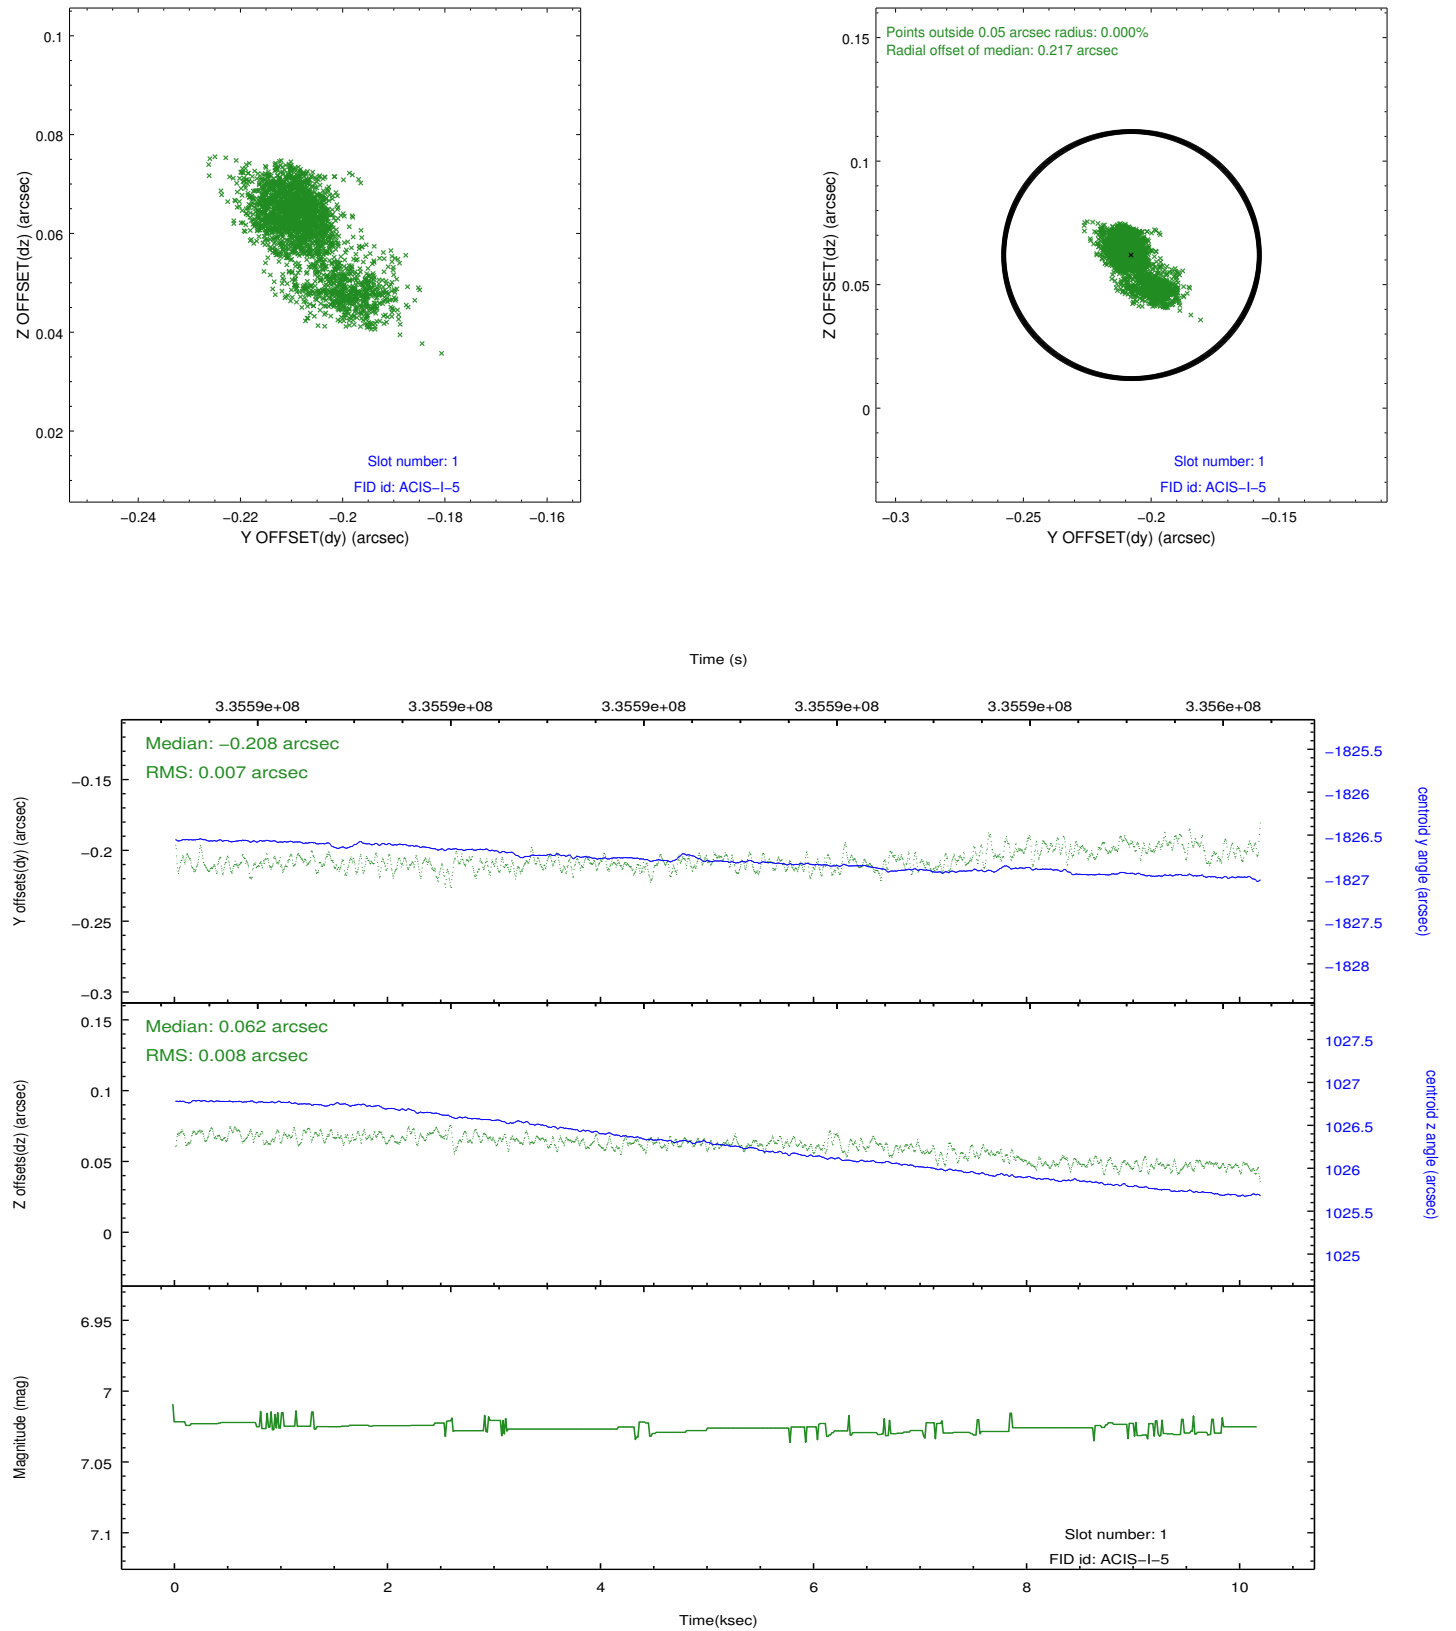 0.1
0.08
0.06
0.04
0.02
Z OFFSET(dz) (arcsec)
Slot number: 1
FID id: ACIS−I−5
−0.24 −0.22 −0.2 −0.18 −0.16
Y OFFSET(dy) (arcsec)
Points outside 0.05 arcsec radius: 0.000%
Radial offset of median: 0.217 arcsec
0.15
0.1
0.05
0
Z OFFSET(dz) (arcsec)
Slot number: 1
FID id: ACIS−I−5
−0.3 −0.25 −0.2 −0.15
Y OFFSET(dy) (arcsec)
Time (s)
3.3559e+08 3.3559e+08 3.3559e+08 3.3559e+08 3.3559e+08 3.356e+08
Median: −0.208 arcsec
RMS: 0.007 arcsec
−0.15
−0.2
−0.25
−0.3
Y offsets(dy) (arcsec)
−1825.5
−1826
−1826.5
−1827
−1827.5
−1828
centroid y angle (arcsec)
Median: 0.062 arcsec
RMS: 0.008 arcsec
0.15
0.1
0.05
0
Z offsets(dz) (arcsec)
1027.5
1027
1026.5
1026
1025.5
1025
centroid z angle (arcsec)
6.95
7
7.05
7.1
Magnitude (mag)
Slot number: 1
FID id: ACIS−I−5
0 2 4 6 8 10
Time(ksec)